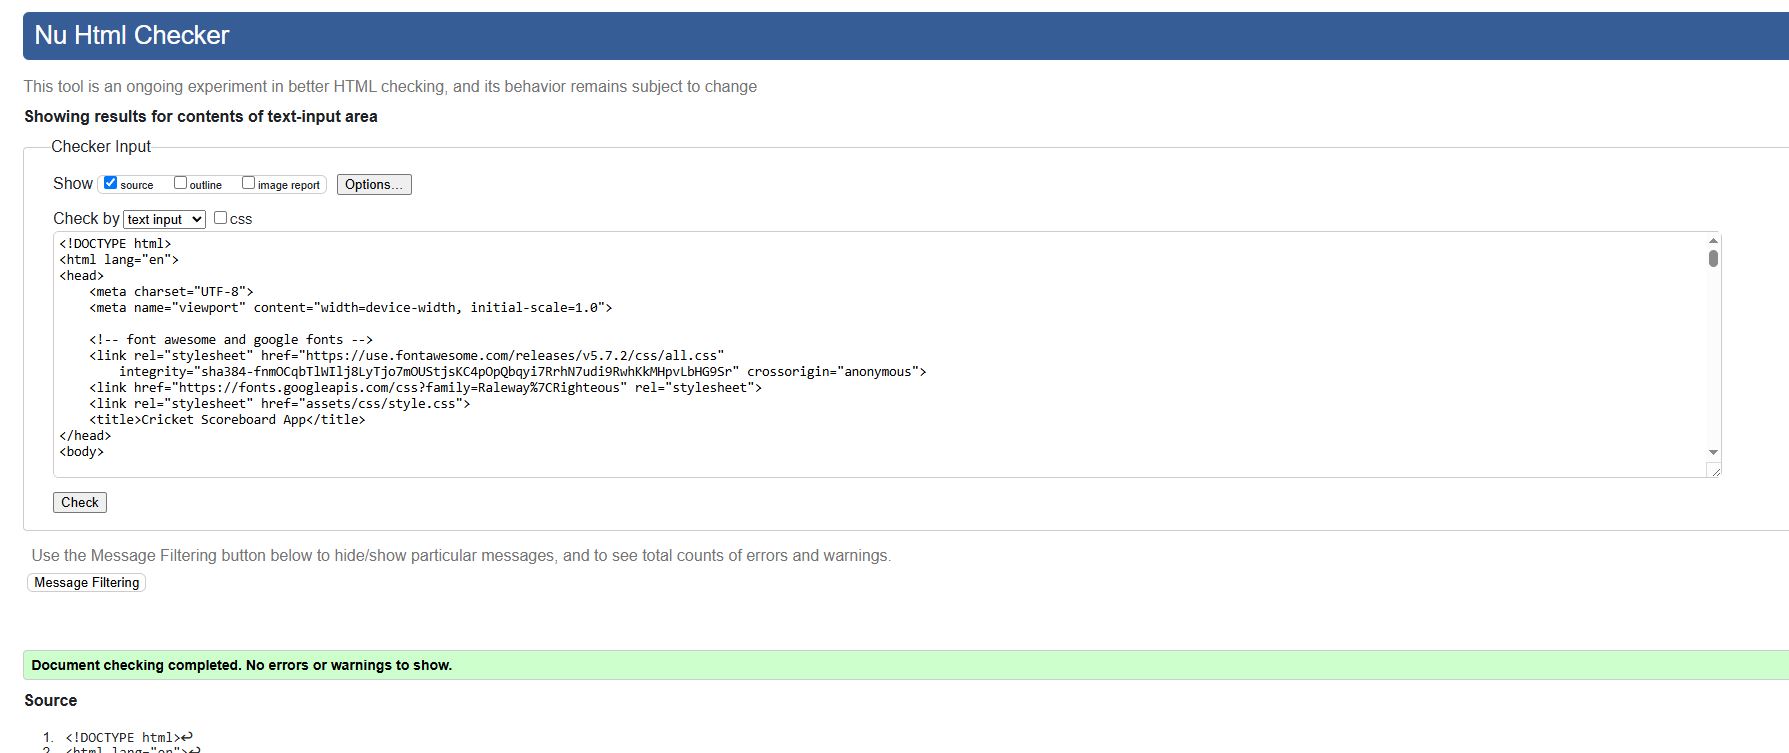 Nu Html Checker
This tool is an ongoing experiment in better HTML checking, and its behavior remains subject to change
Showing results for contents of text-input area
Checker Input
Show source outline image report Options...
Check by text input css
<!DOCTYPE html>
<html lang="en">
<head>
    <meta charset="UTF-8">
    <meta name="viewport" content="width=device-width, initial-scale=1.0">
    <!-- font awesome and google fonts -->
    <link rel="stylesheet" href="https://use.fontawesome.com/releases/v5.7.2/css/all.css"
        integrity="sha384-fnmOCqbTlWIlj8LyTjo7mOUStjsKC4pOpQbqyi7RrhN7udi9RwhKkMHpvLbHG9Sr" crossorigin="anonymous">
    <link href="https://fonts.googleapis.com/css?family=Raleway%7CRighteous" rel="stylesheet">
    <link rel="stylesheet" href="assets/css/style.css">
    <title>Cricket Scoreboard App</title>
</head>
<body>
Check
Use the Message Filtering button below to hide/show particular messages, and to see total counts of errors and warnings.
Message Filtering
Document checking completed. No errors or warnings to show.
Source
1. <!DOCTYPE html>↩
2. <html lang="en">↩